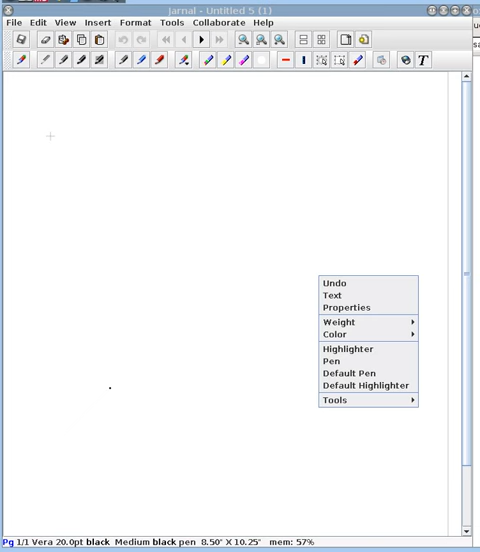 Jarnal - Untitled 5 (1)
File Edit View Insert Format Tools Collaborate Help
T
Undo
Text
Properties
Weight
Color
Highlighter
Pen
Default Pen
Default Highlighter
Tools
Pg 1/1 Vera 20.0pt black Medium black pen 8.50" X 10.25" mem: 57%